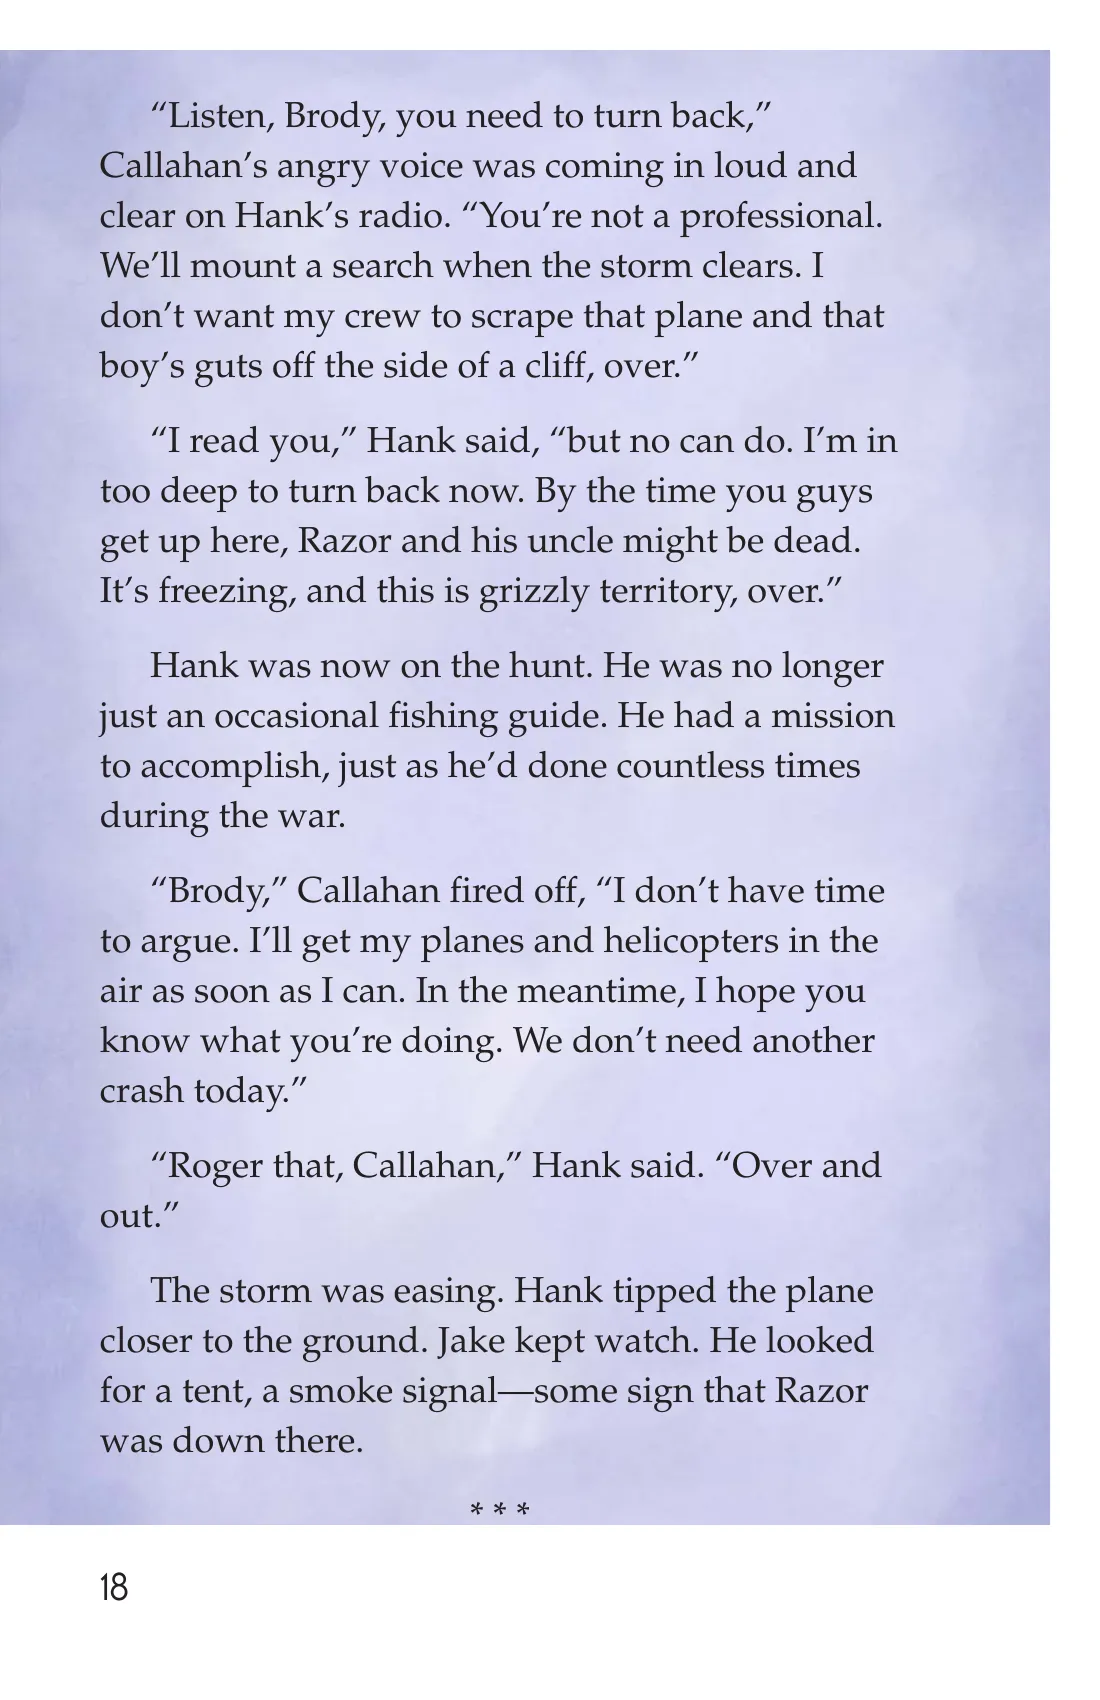 “Listen, Brody, you need to turn back,”
Callahan’s angry voice was coming in loud and
clear on Hank’s radio. “You’re not a professional.
We’ll mount a search when the storm clears. I
don’t want my crew to scrape that plane and that
boy’s guts off the side of a cliff, over.”
“I read you,” Hank said, “but no can do. I’m in
too deep to turn back now. By the time you guys
get up here, Razor and his uncle might be dead.
It’s freezing, and this is grizzly territory, over.”
Hank was now on the hunt. He was no longer
just an occasional fishing guide. He had a mission
to accomplish, just as he’d done countless times
during the war.
“Brody,” Callahan fired off, “I don’t have time
to argue. I’ll get my planes and helicopters in the
air as soon as I can. In the meantime, I hope you
know what you’re doing. We don’t need another
crash today.”
“Roger that, Callahan,” Hank said. “Over and
out.”
The storm was easing. Hank tipped the plane
closer to the ground. Jake kept watch. He looked
for a tent, a smoke signal—some sign that Razor
was down there.
* * *
18